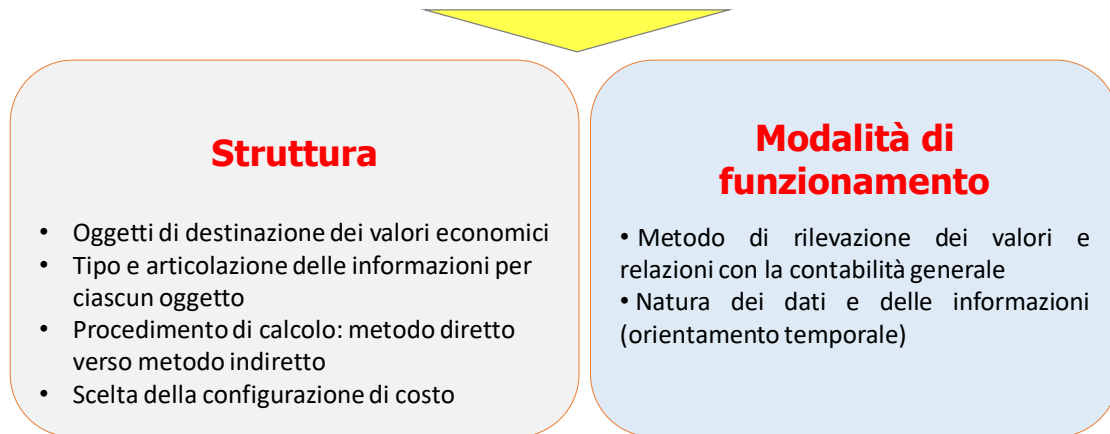 Struttura
• Oggetti di destinazione dei valori economici
• Tipo e articolazione delle informazioni per
ciascun oggetto
• Procedimento di calcolo: metodo diretto
verso metodo indiretto
• Scelta della configurazione di costo
Modalità di
funzionamento
• Metodo di rilevazione dei valori e
relazioni con la contabilità generale
• Natura dei dati e delle informazioni
(orientamento temporale)